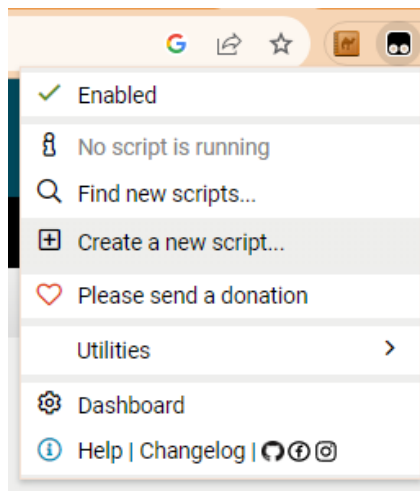 Enabled
No script is running
Find new scripts...
Create a new script...
Please send a donation
Utilities
Dashboard
Help | Changelog |